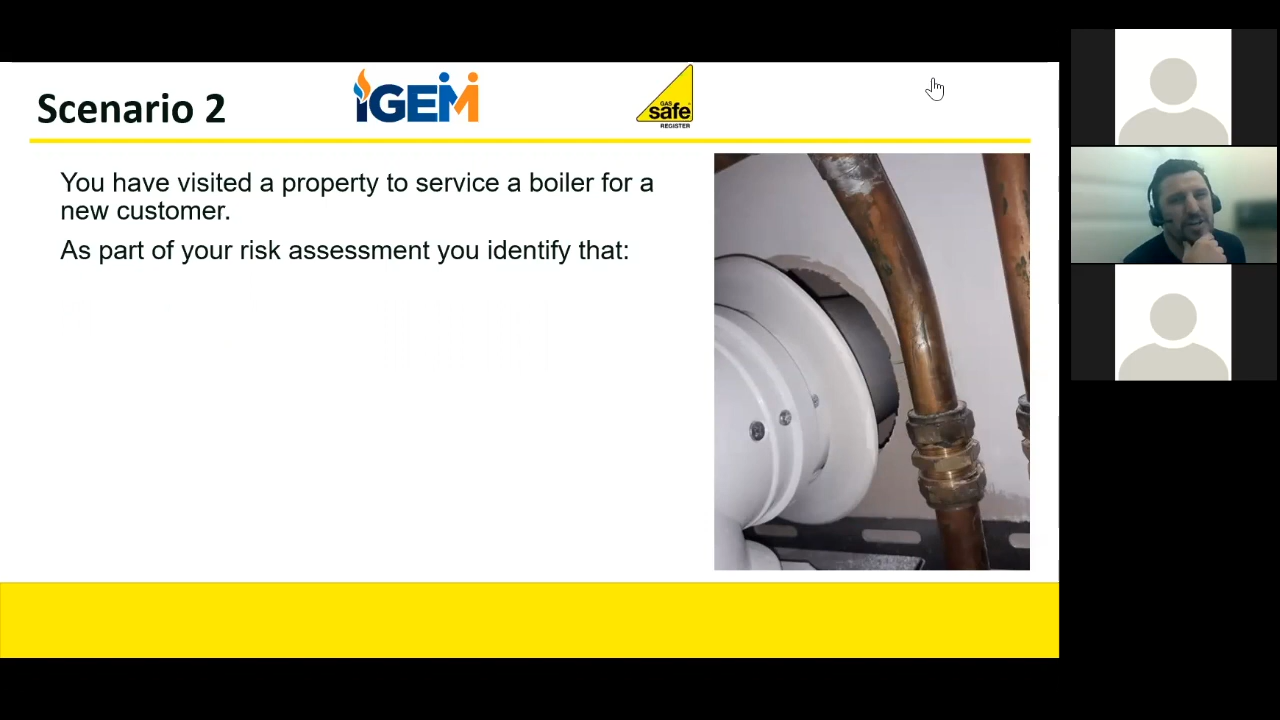 Scenario 2
iGEM
GAS
safe
REGISTER
You have visited a property to service a boiler for a
new customer.
As part of your risk assessment you identify that: